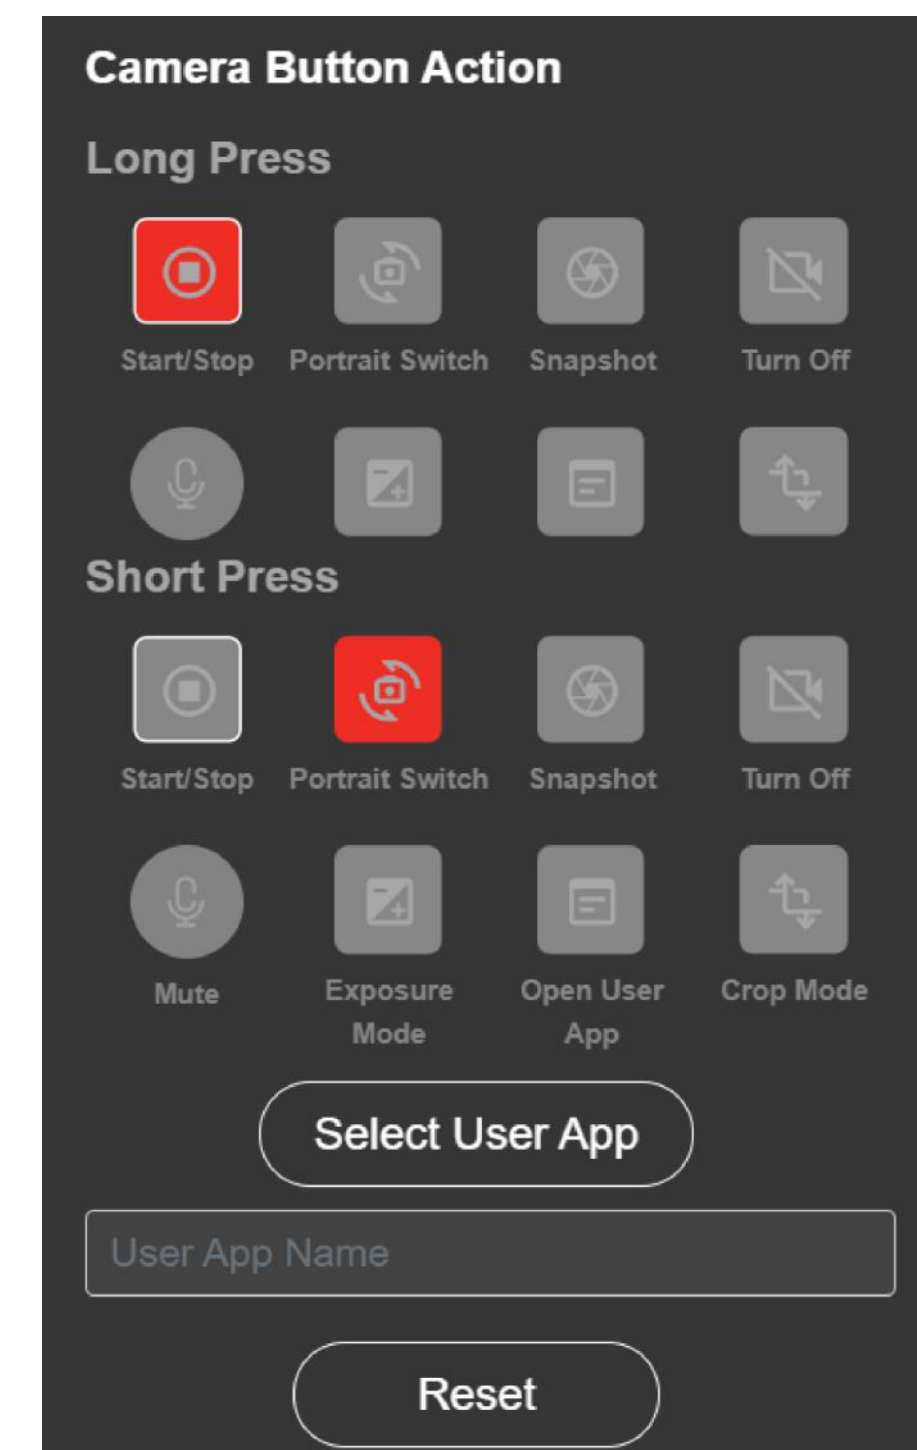 Camera Button Action
Long Press
Start/Stop Portrait Switch Snapshot Turn Off
Short Press
Start/Stop Portrait Switch Snapshot Turn Off
Mute Exposure Open User Crop Mode
Mode App
Select User App
User App Name
Reset